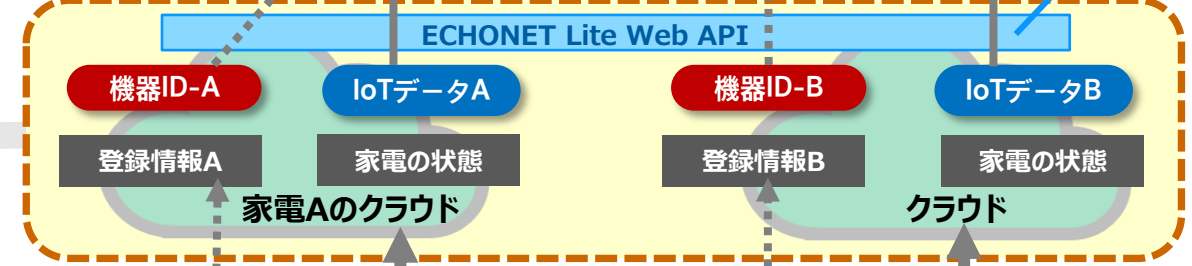 ECHONET Lite Web API
機器ID-A
IoTデータA
機器ID-B
IoTデータB
登録情報A
家電の状態
登録情報B
家電の状態
家電Aのクラウド
クラウド